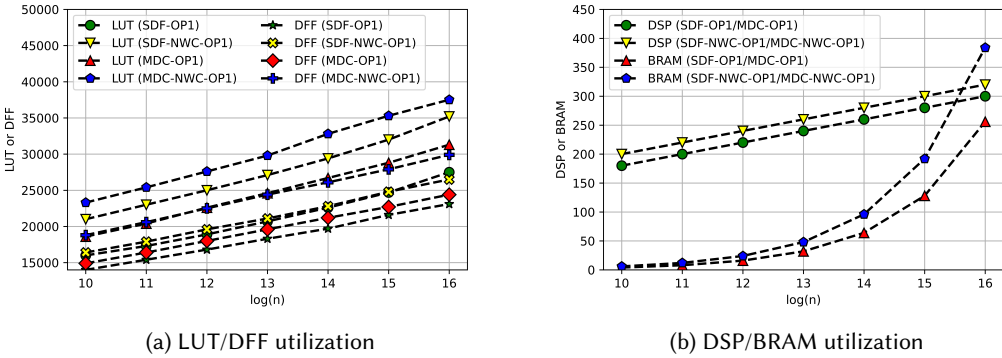 50000
45000
40000
35000
30000
25000
20000
15000
LUT or DFF
LUT (SDF-OP1)
LUT (SDF-NWC-OP1)
LUT (MDC-OP1)
LUT (MDC-NWC-OP1)
DFF (SDF-OP1)
DFF (SDF-NWC-OP1)
DFF (MDC-OP1)
DFF (MDC-NWC-OP1)
10 11 12 13 14 15 16
log(n)
(a) LUT/DFF utilization
450
400
350
300
250
200
150
100
50
0
DSP or BRAM
DSP (SDF-OP1/MDC-OP1)
DSP (SDF-NWC-OP1/MDC-NWC-OP1)
BRAM (SDF-OP1/MDC-OP1)
BRAM (SDF-NWC-OP1/MDC-NWC-OP1)
10 11 12 13 14 15 16
log(n)
(b) DSP/BRAM utilization